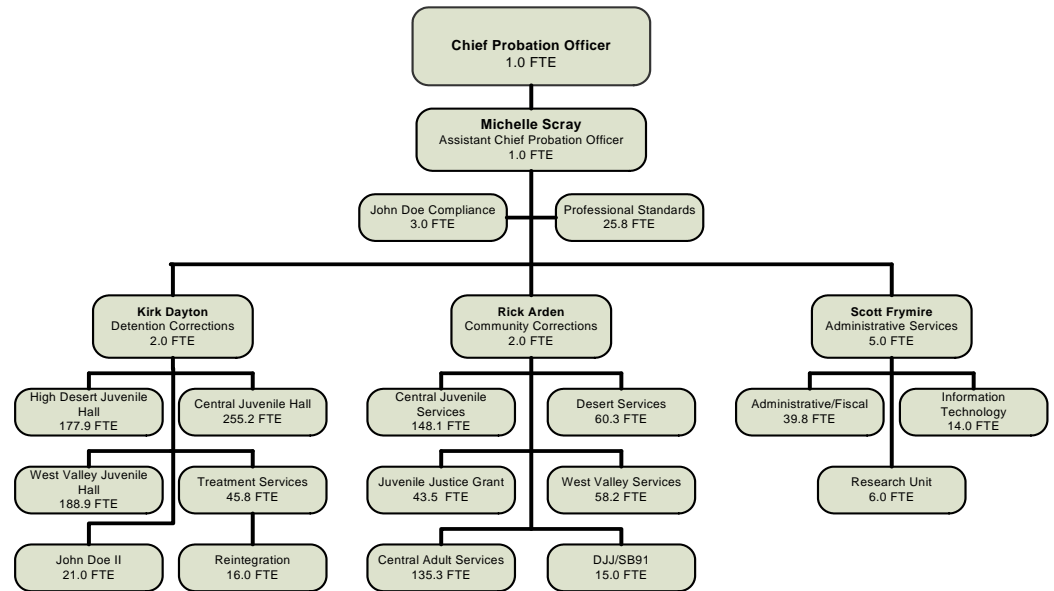 Chief Probation Officer
1.0 FTE
Michelle Scray
Assistant Chief Probation Officer
1.0 FTE
John Doe Compliance
3.0 FTE
Professional Standards
25.8 FTE
Kirk Dayton
Detention Corrections
2.0 FTE
Rick Arden
Community Corrections
2.0 FTE
Scott Frymire
Administrative Services
5.0 FTE
High Desert Juvenile
Hall
177.9 FTE
Central Juvenile Hall
255.2 FTE
Central Juvenile
Services
148.1 FTE
Desert Services
60.3 FTE
Administrative/Fiscal
39.8 FTE
Information
Technology
14.0 FTE
West Valley Juvenile
Hall
188.9 FTE
Treatment Services
45.8 FTE
Juvenile Justice Grant
43.5 FTE
West Valley Services
58.2 FTE
Research Unit
6.0 FTE
John Doe II
21.0 FTE
Reintegration
16.0 FTE
Central Adult Services
135.3 FTE
DJJ/SB91
15.0 FTE